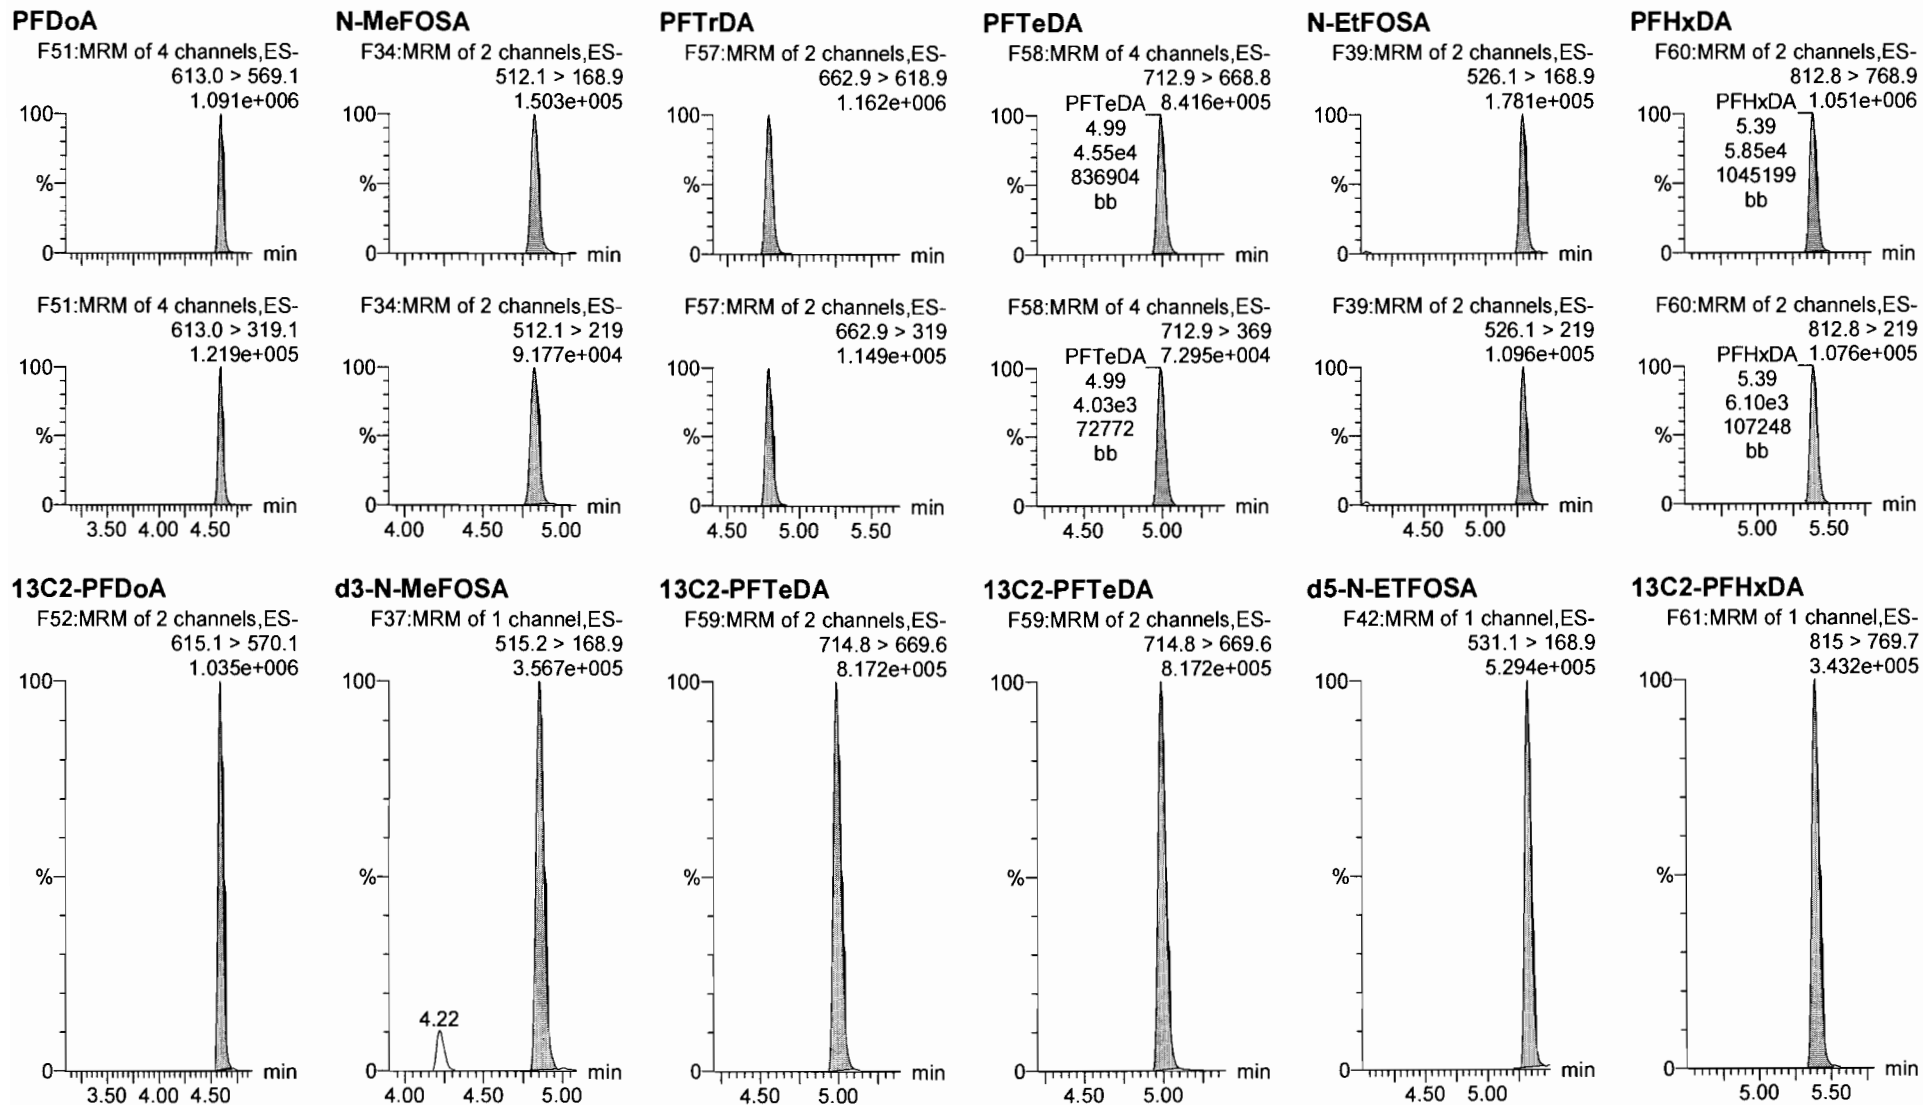 PFDoA
F51:MRM of 4 channels,ES-
613.0 > 569.1
1.091e+006
100
%
0
min
N-MeFOSA
F34:MRM of 2 channels,ES-
512.1 > 168.9
1.503e+005
100
%
0
min
PFTrDA
F57:MRM of 2 channels,ES-
662.9 > 618.9
1.162e+006
100
%
0
min
PFTeDA
F58:MRM of 4 channels,ES-
712.9 > 668.8
PFTeDA 8.416e+005
4.99
4.55e4
836904
bb
100
%
0
min
N-EtFOSA
F39:MRM of 2 channels,ES-
526.1 > 168.9
1.781e+005
100
%
0
min
PFHxDA
F60:MRM of 2 channels,ES-
812.8 > 768.9
PFHxDA 1.051e+006
5.39
5.85e4
1045199
bb
100
%
0
min
F51:MRM of 4 channels,ES-
613.0 > 319.1
1.219e+005
100
%
0
min
3.50 4.00 4.50
F34:MRM of 2 channels,ES-
512.1 > 219
9.177e+004
100
%
0
min
4.00 4.50 5.00
F57:MRM of 2 channels,ES-
662.9 > 319
1.149e+005
100
%
0
min
4.50 5.00 5.50
F58:MRM of 4 channels,ES-
712.9 > 369
PFTeDA 7.295e+004
4.99
4.03e3
72772
bb
100
%
0
min
4.50 5.00
F39:MRM of 2 channels,ES-
526.1 > 219
1.096e+005
100
%
0
min
4.50 5.00
F60:MRM of 2 channels,ES-
812.8 > 219
PFHxDA 1.076e+005
5.39
6.10e3
107248
bb
100
%
0
min
5.00 5.50
13C2-PFDoA
F52:MRM of 2 channels,ES-
615.1 > 570.1
1.035e+006
100
%
0
min
3.50 4.00 4.50
d3-N-MeFOSA
F37:MRM of 1 channel,ES-
515.2 > 168.9
3.567e+005
100
%
4.22
0
min
4.00 4.50 5.00
13C2-PFTeDA
F59:MRM of 2 channels,ES-
714.8 > 669.6
8.172e+005
100
%
0
min
4.50 5.00
13C2-PFTeDA
F59:MRM of 2 channels,ES-
714.8 > 669.6
8.172e+005
100
%
0
min
4.50 5.00
d5-N-ETFOSA
F42:MRM of 1 channel,ES-
531.1 > 168.9
5.294e+005
100
%
0
min
4.50 5.00
13C2-PFHxDA
F61:MRM of 1 channel,ES-
815 > 769.7
3.432e+005
100
%
0
min
5.00 5.50